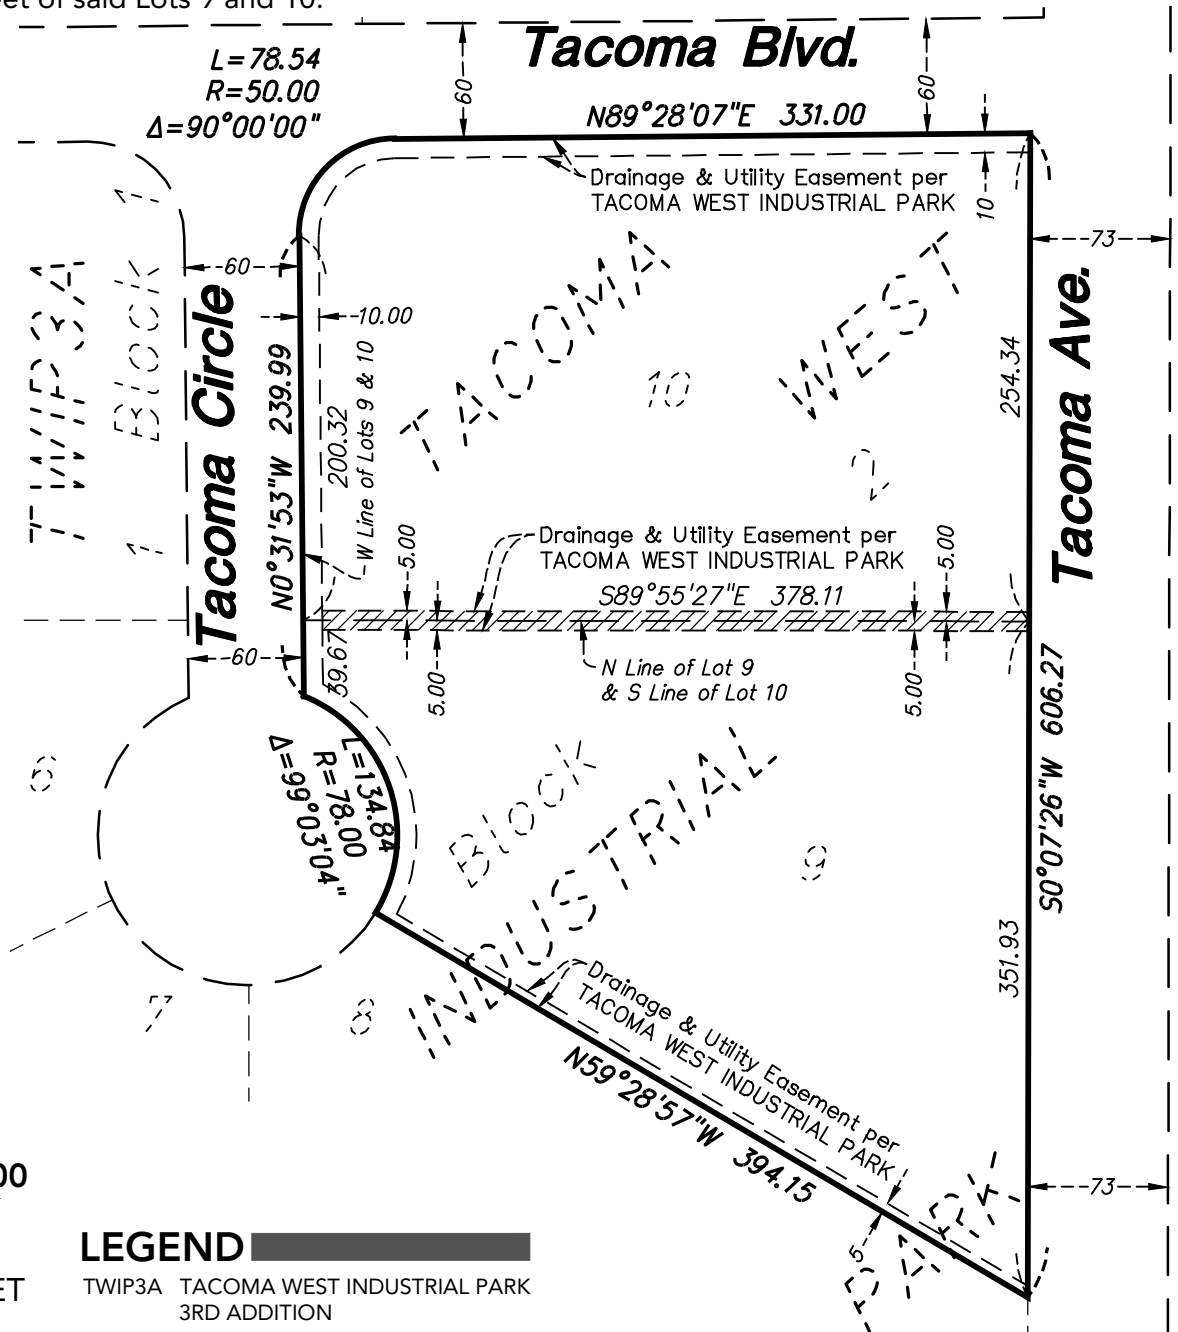 eet of said Lots 9 and 10.
Tacoma Blvd.
L=78.54
R=50.00
Δ=90°00'00"
60
60
N89°28'07"E 331.00
Drainage & Utility Easement per
TACOMA WEST INDUSTRIAL PARK
10
73
60
10.00
TWIP3A
1 Block 1
Tacoma Circle
N0°31'53"W 239.99
200.32
W Line of Lots 9 & 10
TACOMA
WEST
10
2
254.34
Tacoma Ave.
5.00
Drainage & Utility Easement per
TACOMA WEST INDUSTRIAL PARK
5.00
S89°55'27"E 378.11
60
39.67
5.00
N Line of Lot 9
& S Line of Lot 10
5.00
S0°07'26"W 606.27
6
L=134.84
R=78.00
Δ=99°03'04"
Block
INDUSTRIAL
9
351.93
7
8
Drainage & Utility Easement per
TACOMA WEST INDUSTRIAL PARK
N59°28'57"W 394.15
PARK
73
5
00
LEGEND
ET
TWIP3A TACOMA WEST INDUSTRIAL PARK
3RD ADDITION